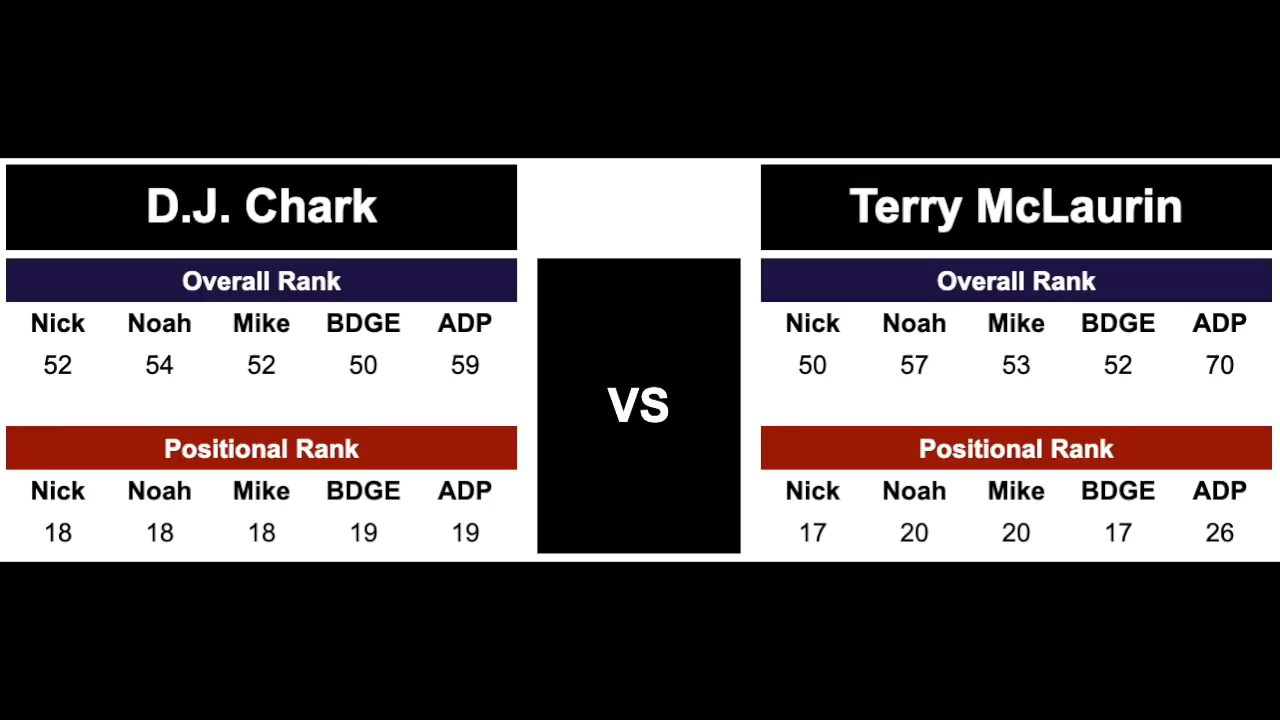 D.J. Chark
Overall Rank
Nick Noah Mike BDGE ADP
52 54 52 50 59
Positional Rank
Nick Noah Mike BDGE ADP
18 18 18 19 19
VS
Terry McLaurin
Overall Rank
Nick Noah Mike BDGE ADP
50 57 53 52 70
Positional Rank
Nick Noah Mike BDGE ADP
17 20 20 17 26